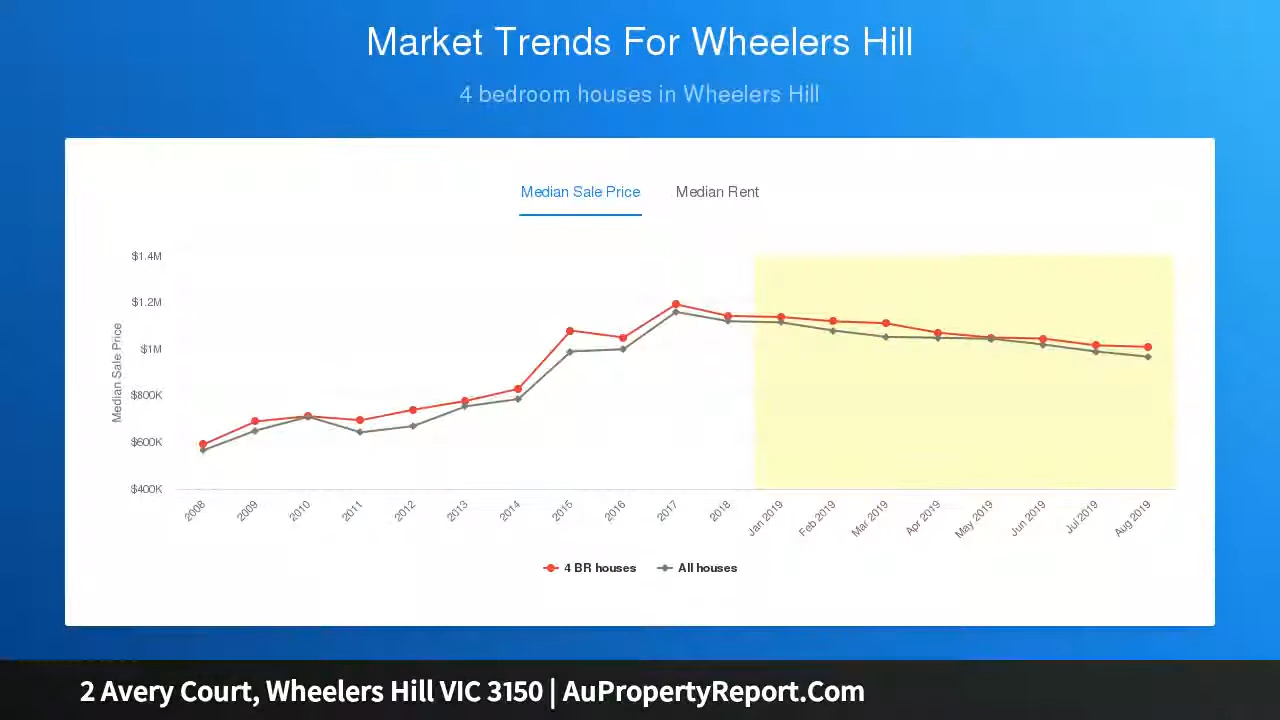 Market Trends For Wheelers Hill
4 bedroom houses in Wheelers Hill
Median Sale Price Median Rent
$1.4M
$1.2M
$1M
$800K
$600K
$400K
Median Sale Price
2008 2009 2010 2011 2012 2013 2014 2015 2016 2017 2018 Jan 2019 Feb 2019 Mar 2019 Apr 2019 May 2019 Jun 2019 Jul 2019 Aug 2019
4 BR houses All houses
2 Avery Court, Wheelers Hill VIC 3150 | AuPropertyReport.Com